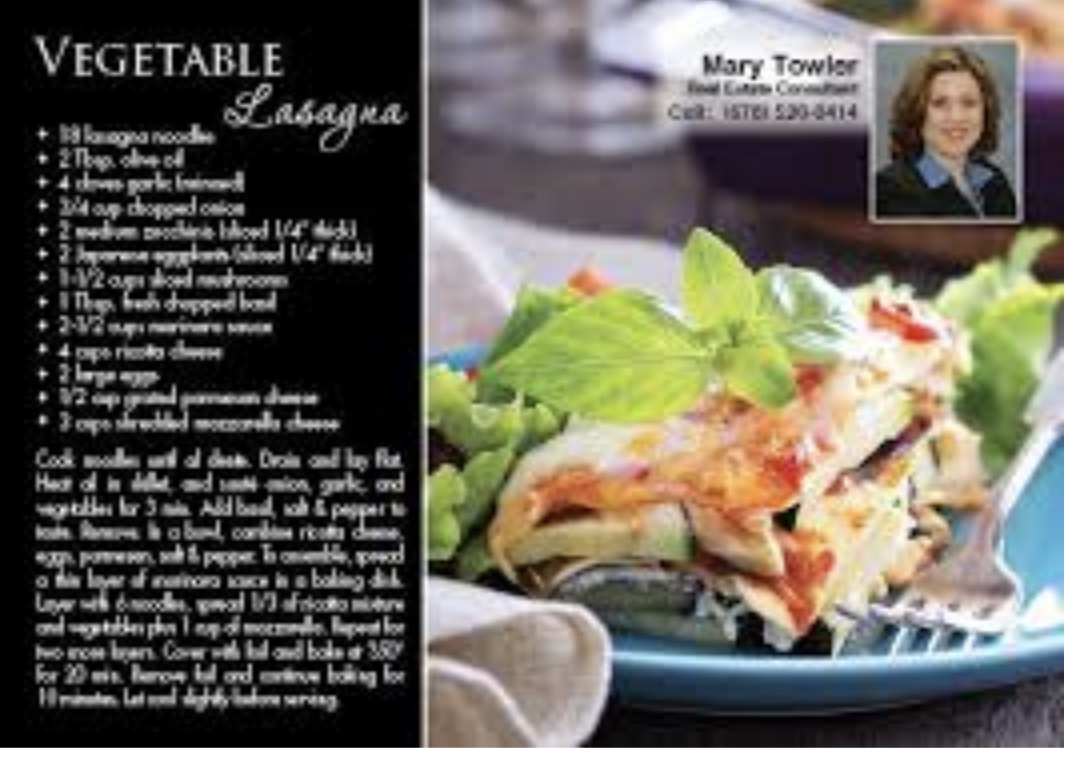 VEGETABLE
Lasagna
+ 18 lasagna noodles
+ 2 Tbsp. olive oil
+ 4 cloves garlic (minced)
+ 3/4 cup chopped onion
+ 2 medium zucchinis (sliced 1/4" thick)
+ 2 Japanese eggplants (sliced 1/4" thick)
+ 1-1/2 cups sliced mushrooms
+ 1 Tbsp. fresh chopped basil
+ 2-1/2 cups marinara sauce
+ 4 cups ricotta cheese
+ 2 large eggs
+ 1/2 cup grated parmesan cheese
+ 3 cups shredded mozzarella cheese
Cook noodles until al dente. Drain and lay flat.
Heat oil in skillet, and sauté onion, garlic, and
vegetables for 3 min. Add basil, salt & pepper to
taste. Remove. In a bowl, combine ricotta cheese,
eggs, parmesan, salt & pepper. To assemble, spread
a thin layer of marinara sauce in a baking dish.
Layer with 6 noodles, spread 1/3 of ricotta mixture
and vegetables plus 1 cup of mozzarella. Repeat for
two more layers. Cover with foil and bake at 350°
for 20 min. Remove foil and continue baking for
10 minutes. Let cool slightly before serving.
Mary Towler
Real Estate Consultant
Call: